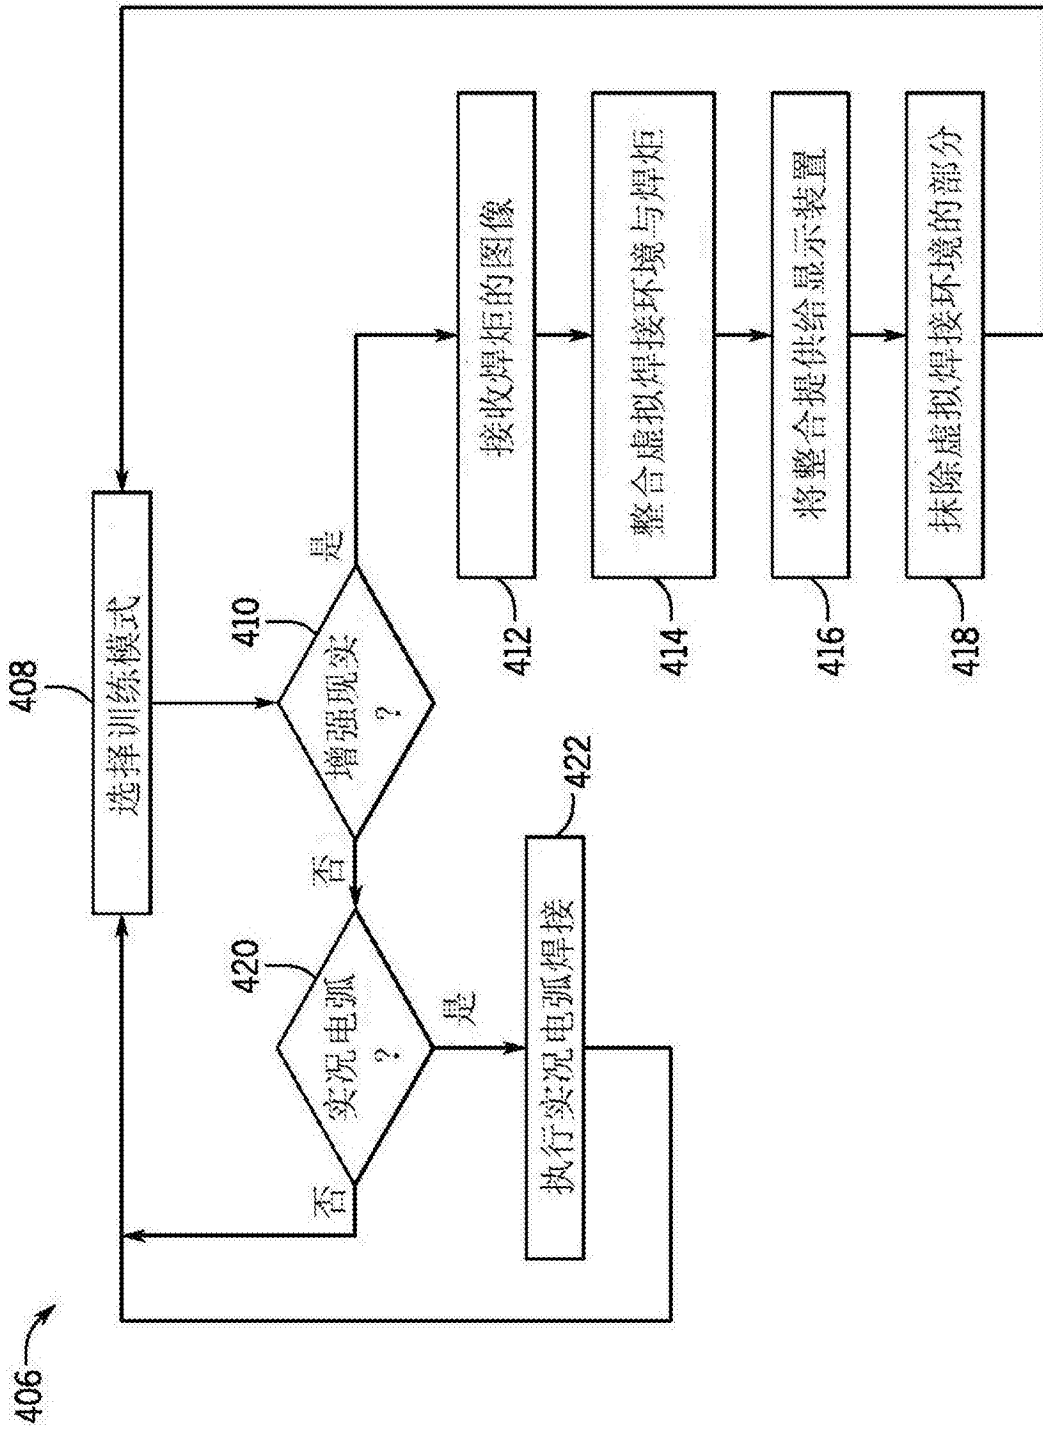 406
408
选择训练模式
410
增强现实
?
是
否
420
实况电弧
?
否
是
422
执行实况电弧焊接
412
接收焊炬的图像
414
整合虚拟焊接环境与焊炬
416
将整合提供给显示装置
418
抹除虚拟焊接环境的部分